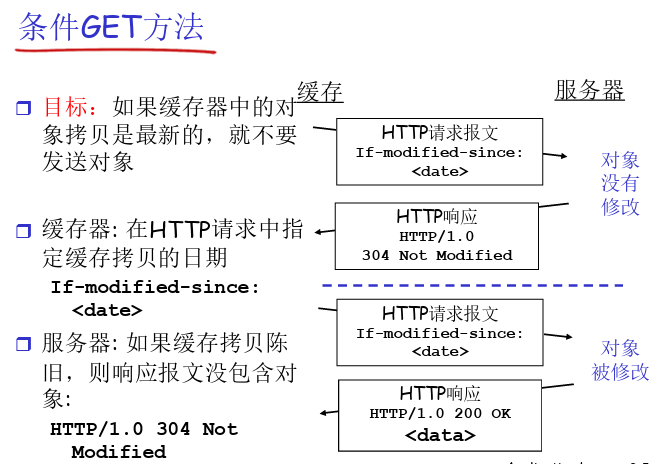 条件GET方法
目标：如果缓存器中的对
象拷贝是最新的，就不要
发送对象
缓存器: 在HTTP请求中指
定缓存拷贝的日期
If-modified-since:
<date>
服务器: 如果缓存拷贝陈
旧，则响应报文没包含对
象:
HTTP/1.0 304 Not
Modified
缓存
服务器
HTTP请求报文
If-modified-since:
<date>
对象
没有
修改
HTTP响应
HTTP/1.0
304 Not Modified
HTTP请求报文
If-modified-since:
<date>
对象
被修改
HTTP响应
HTTP/1.0 200 OK
<data>